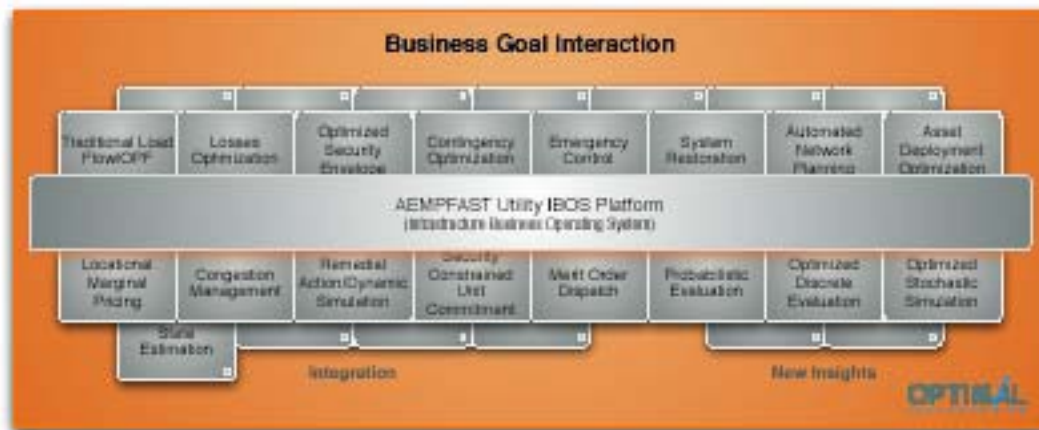 Business Goal Interaction
Traditional Load
Flow/OPF
Losses
Optimization
Optimized
Security
Envelope
Contingency
Optimization
Emergency
Control
System
Restoration
Automated
Network
Planning
Asset
Deployment
Optimization
AEMPFAST Utility IBOS Platform
(Infrastructure Business Operating System)
Locational
Marginal
Pricing
Congestion
Management
Remedial
Action/Dynamic
Simulation
Security
Constrained
Unit
Commitment
Merit Order
Dispatch
Probabilistic
Evaluation
Optimized
Discrete
Evaluation
Optimized
Stochastic
Simulation
State
Estimation
Integration
New Insights
OPTIMAL